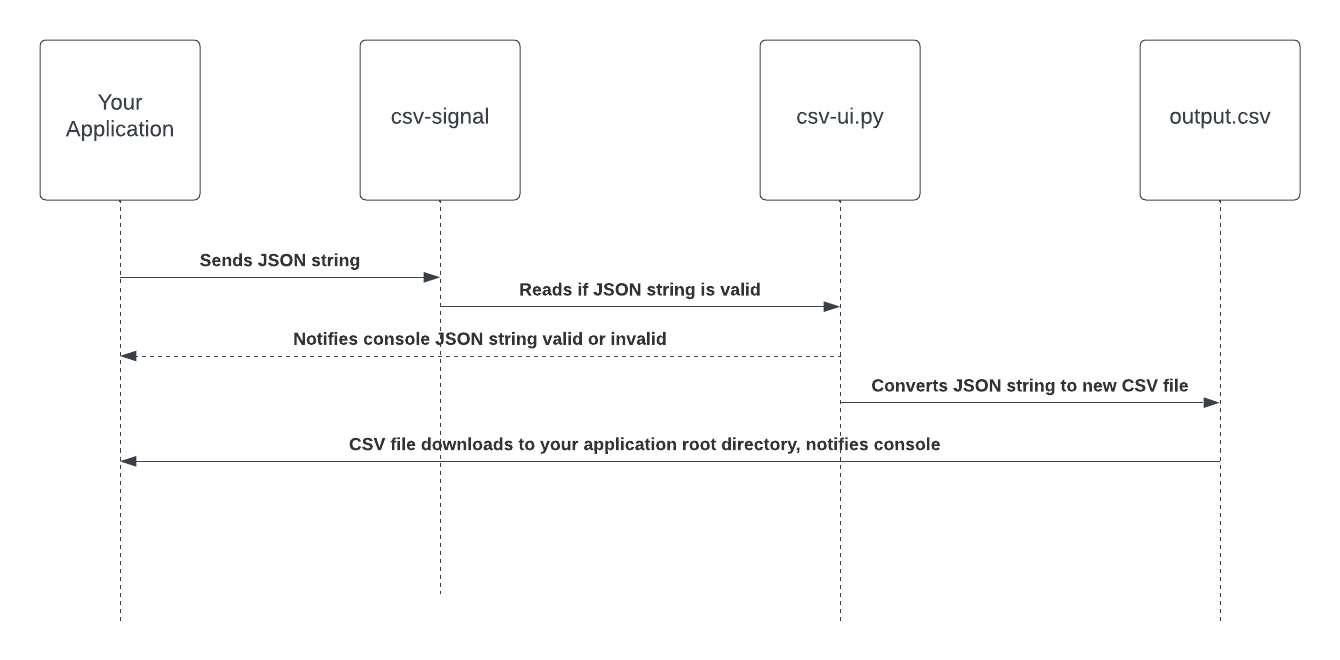 Your
Application
csv-signal
csv-ui.py
output.csv
Sends JSON string
Reads if JSON string is valid
Notifies console JSON string valid or invalid
Converts JSON string to new CSV file
CSV file downloads to your application root directory, notifies console